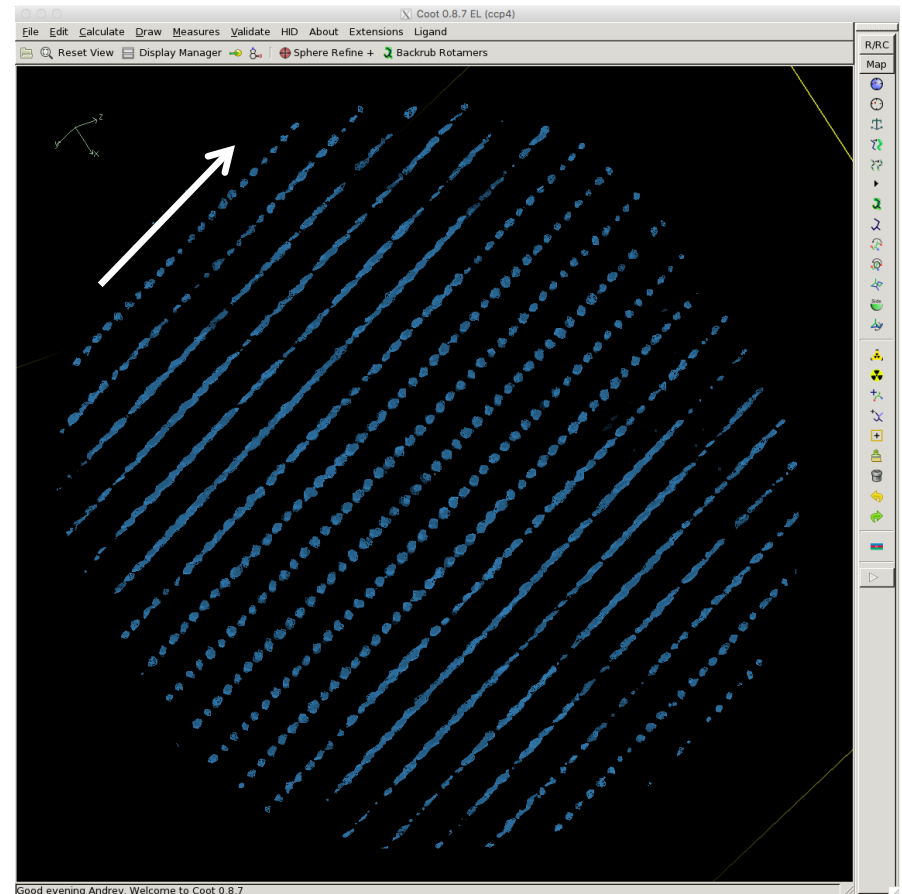 Coot 0.8.7 EL (ccp4)
File Edit Calculate Draw Measures Validate HID About Extensions Ligand
Reset View Display Manager Sphere Refine + Backrub Rotamers
R/RC
Map
z
y
x
Side
Good evening Andrey. Welcome to Coot 0.8.7